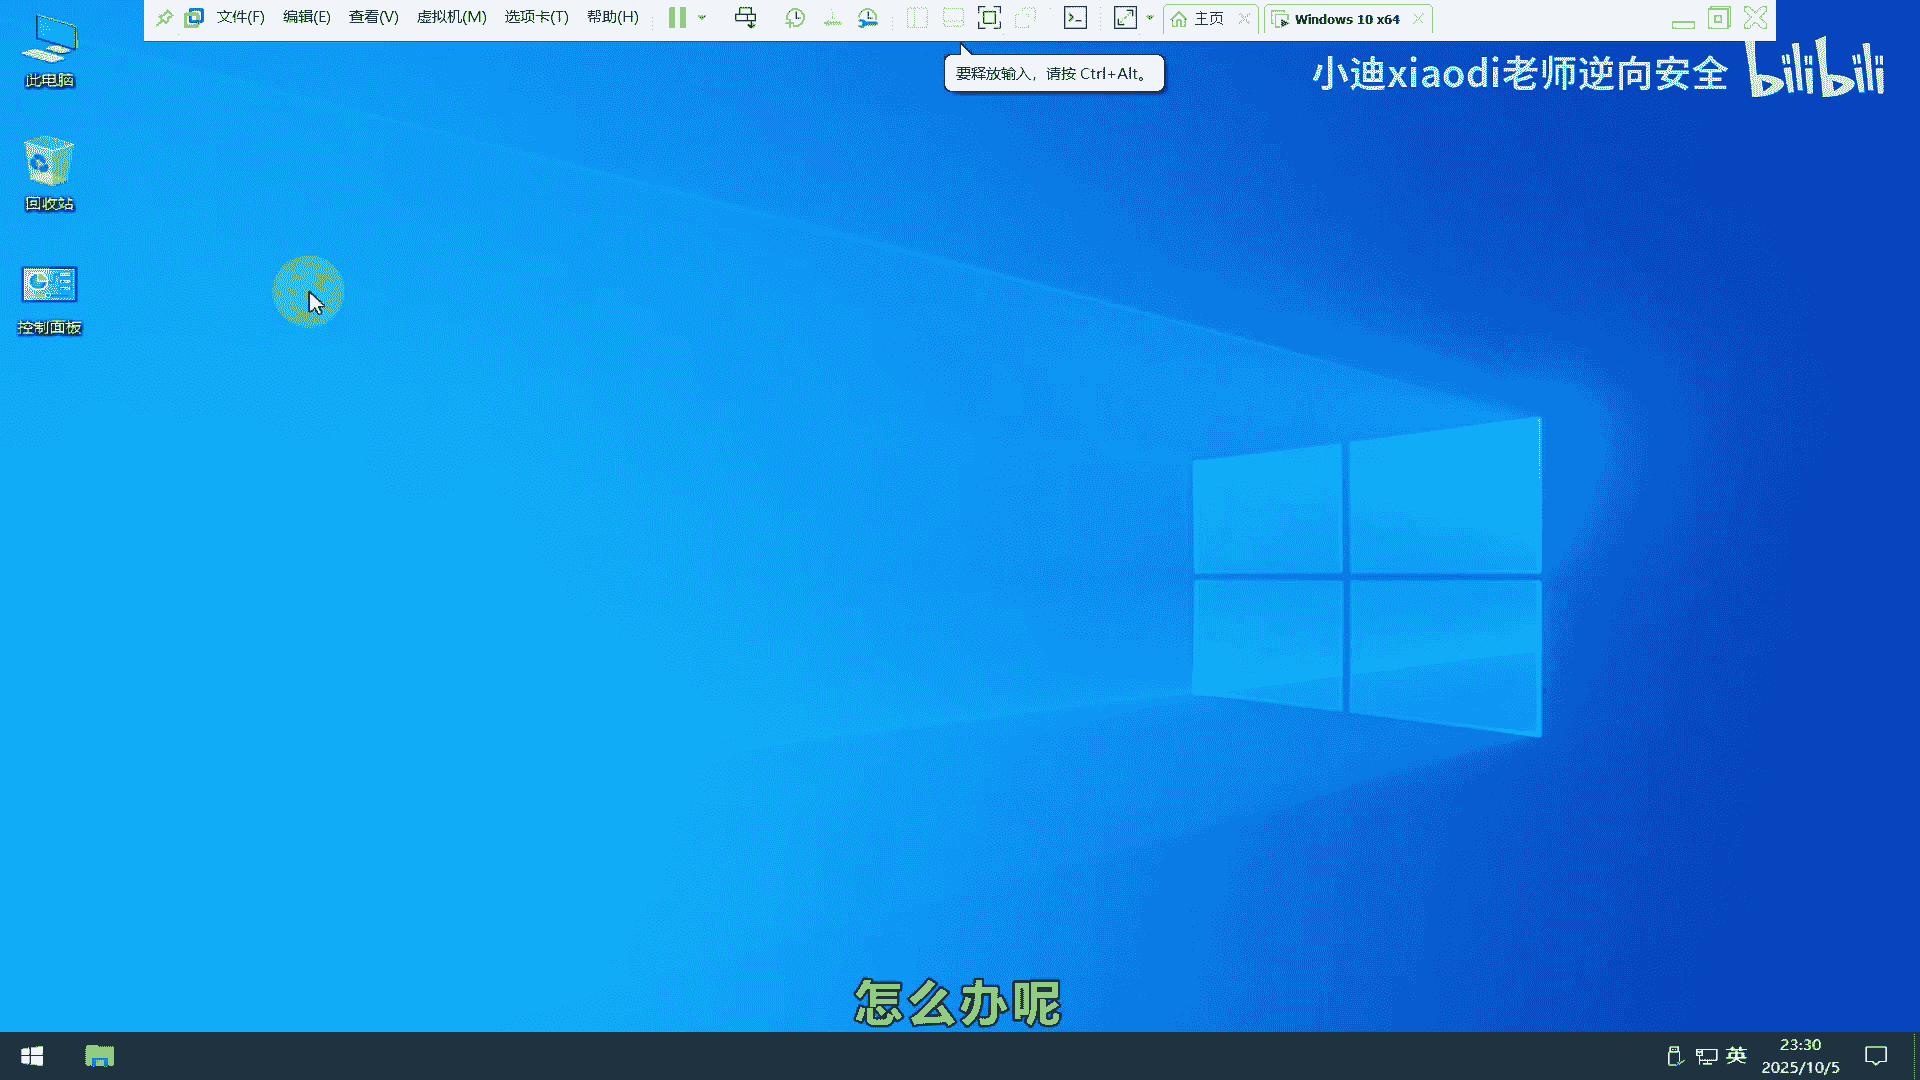 文件(F) 编辑(E) 查看(V) 虚拟机(M) 选项卡(T) 帮助(H) 主页 Windows 10 x64
要释放输入，请按 Ctrl+Alt。
小迪xiaodi老师逆向安全 bilibili
此电脑
回收站
控制面板
怎么办呢
英 23:30
2025/10/5